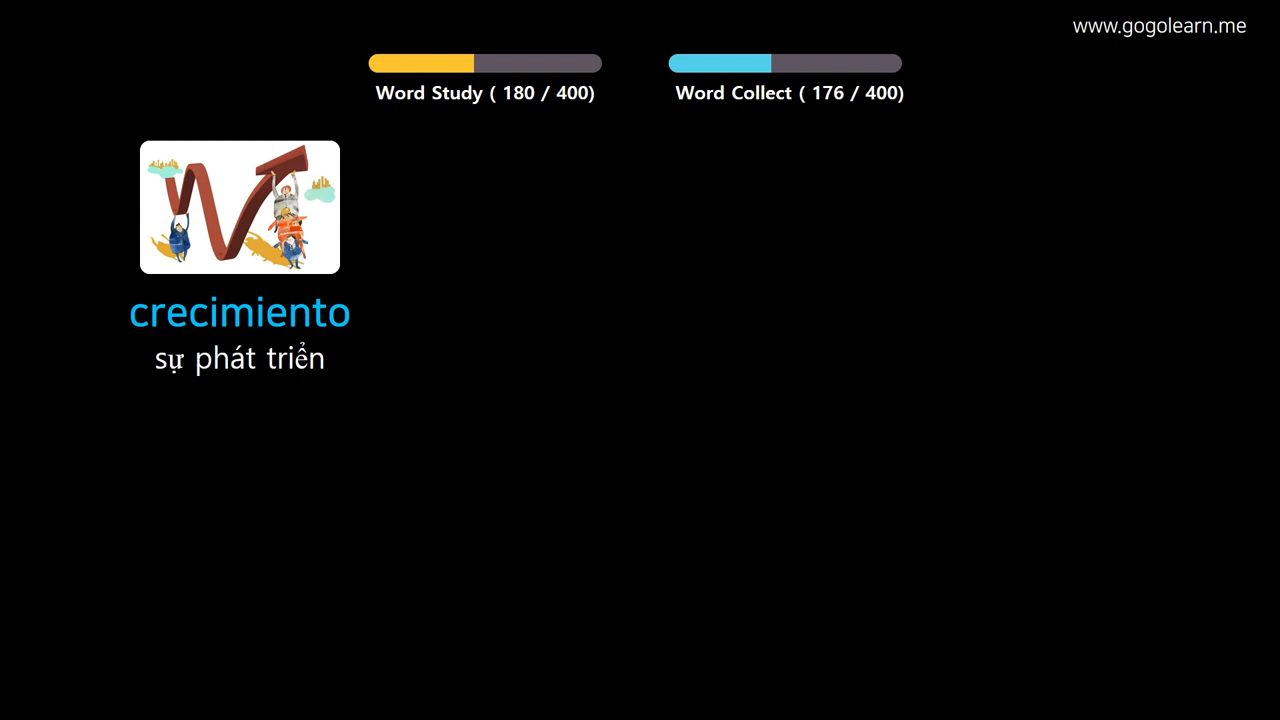 www.gogolearn.me
Word Study ( 180 / 400)
Word Collect ( 176 / 400)
crecimiento
sự phát triển